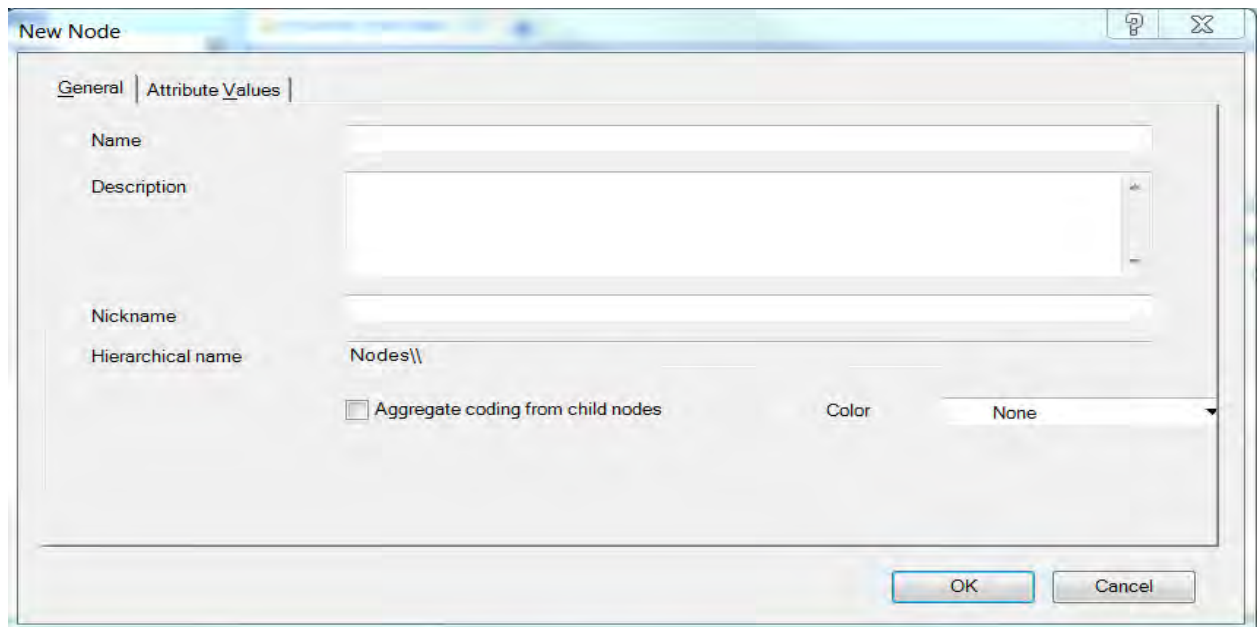 New Node
General Attribute Values
Name
Description
Nickname
Hierarchical name Nodes\\
Aggregate coding from child nodes Color None
OK Cancel